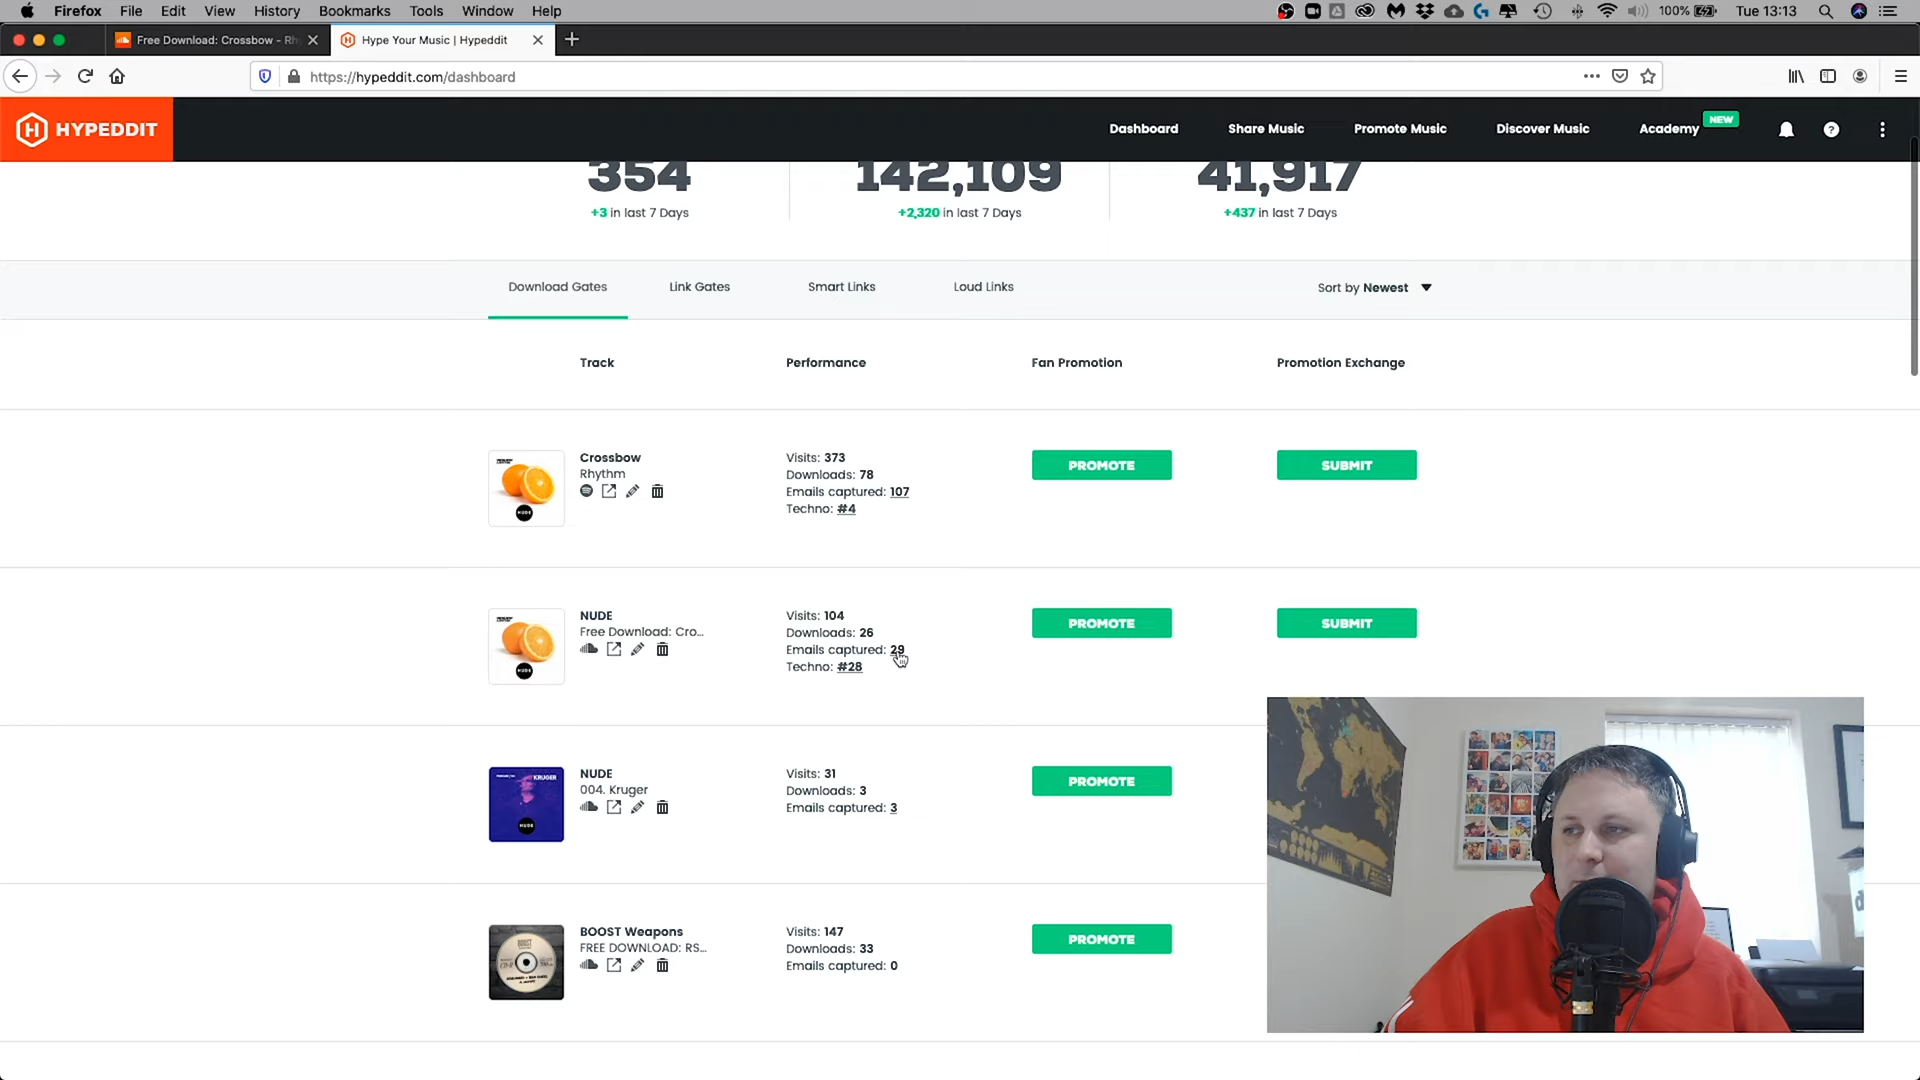 Firefox File Edit View History Bookmarks Tools Window Help 100% Tue 13:13
Free Download: Crossbow - Rh Hype Your Music | Hypeddit
https://hypeddit.com/dashboard
HYPEDDIT Dashboard Share Music Promote Music Discover Music Academy NEW
354 142,109 41,917
+3 in last 7 Days +2,320 in last 7 Days +437 in last 7 Days
Download Gates Link Gates Smart Links Loud Links Sort by Newest
Track Performance Fan Promotion Promotion Exchange
Crossbow
Rhythm
Visits: 373
Downloads: 78
Emails captured: 107
Techno: #4
PROMOTE SUBMIT
NUDE
NUDE
Free Download: Cro...
Visits: 104
Downloads: 26
Emails captured: 29
Techno: #28
PROMOTE SUBMIT
NUDE
KRUGER
NUDE
NUDE
004. Kruger
Visits: 31
Downloads: 3
Emails captured: 3
PROMOTE
BOOST Weapons
FREE DOWNLOAD: RS...
Visits: 147
Downloads: 33
Emails captured: 0
PROMOTE